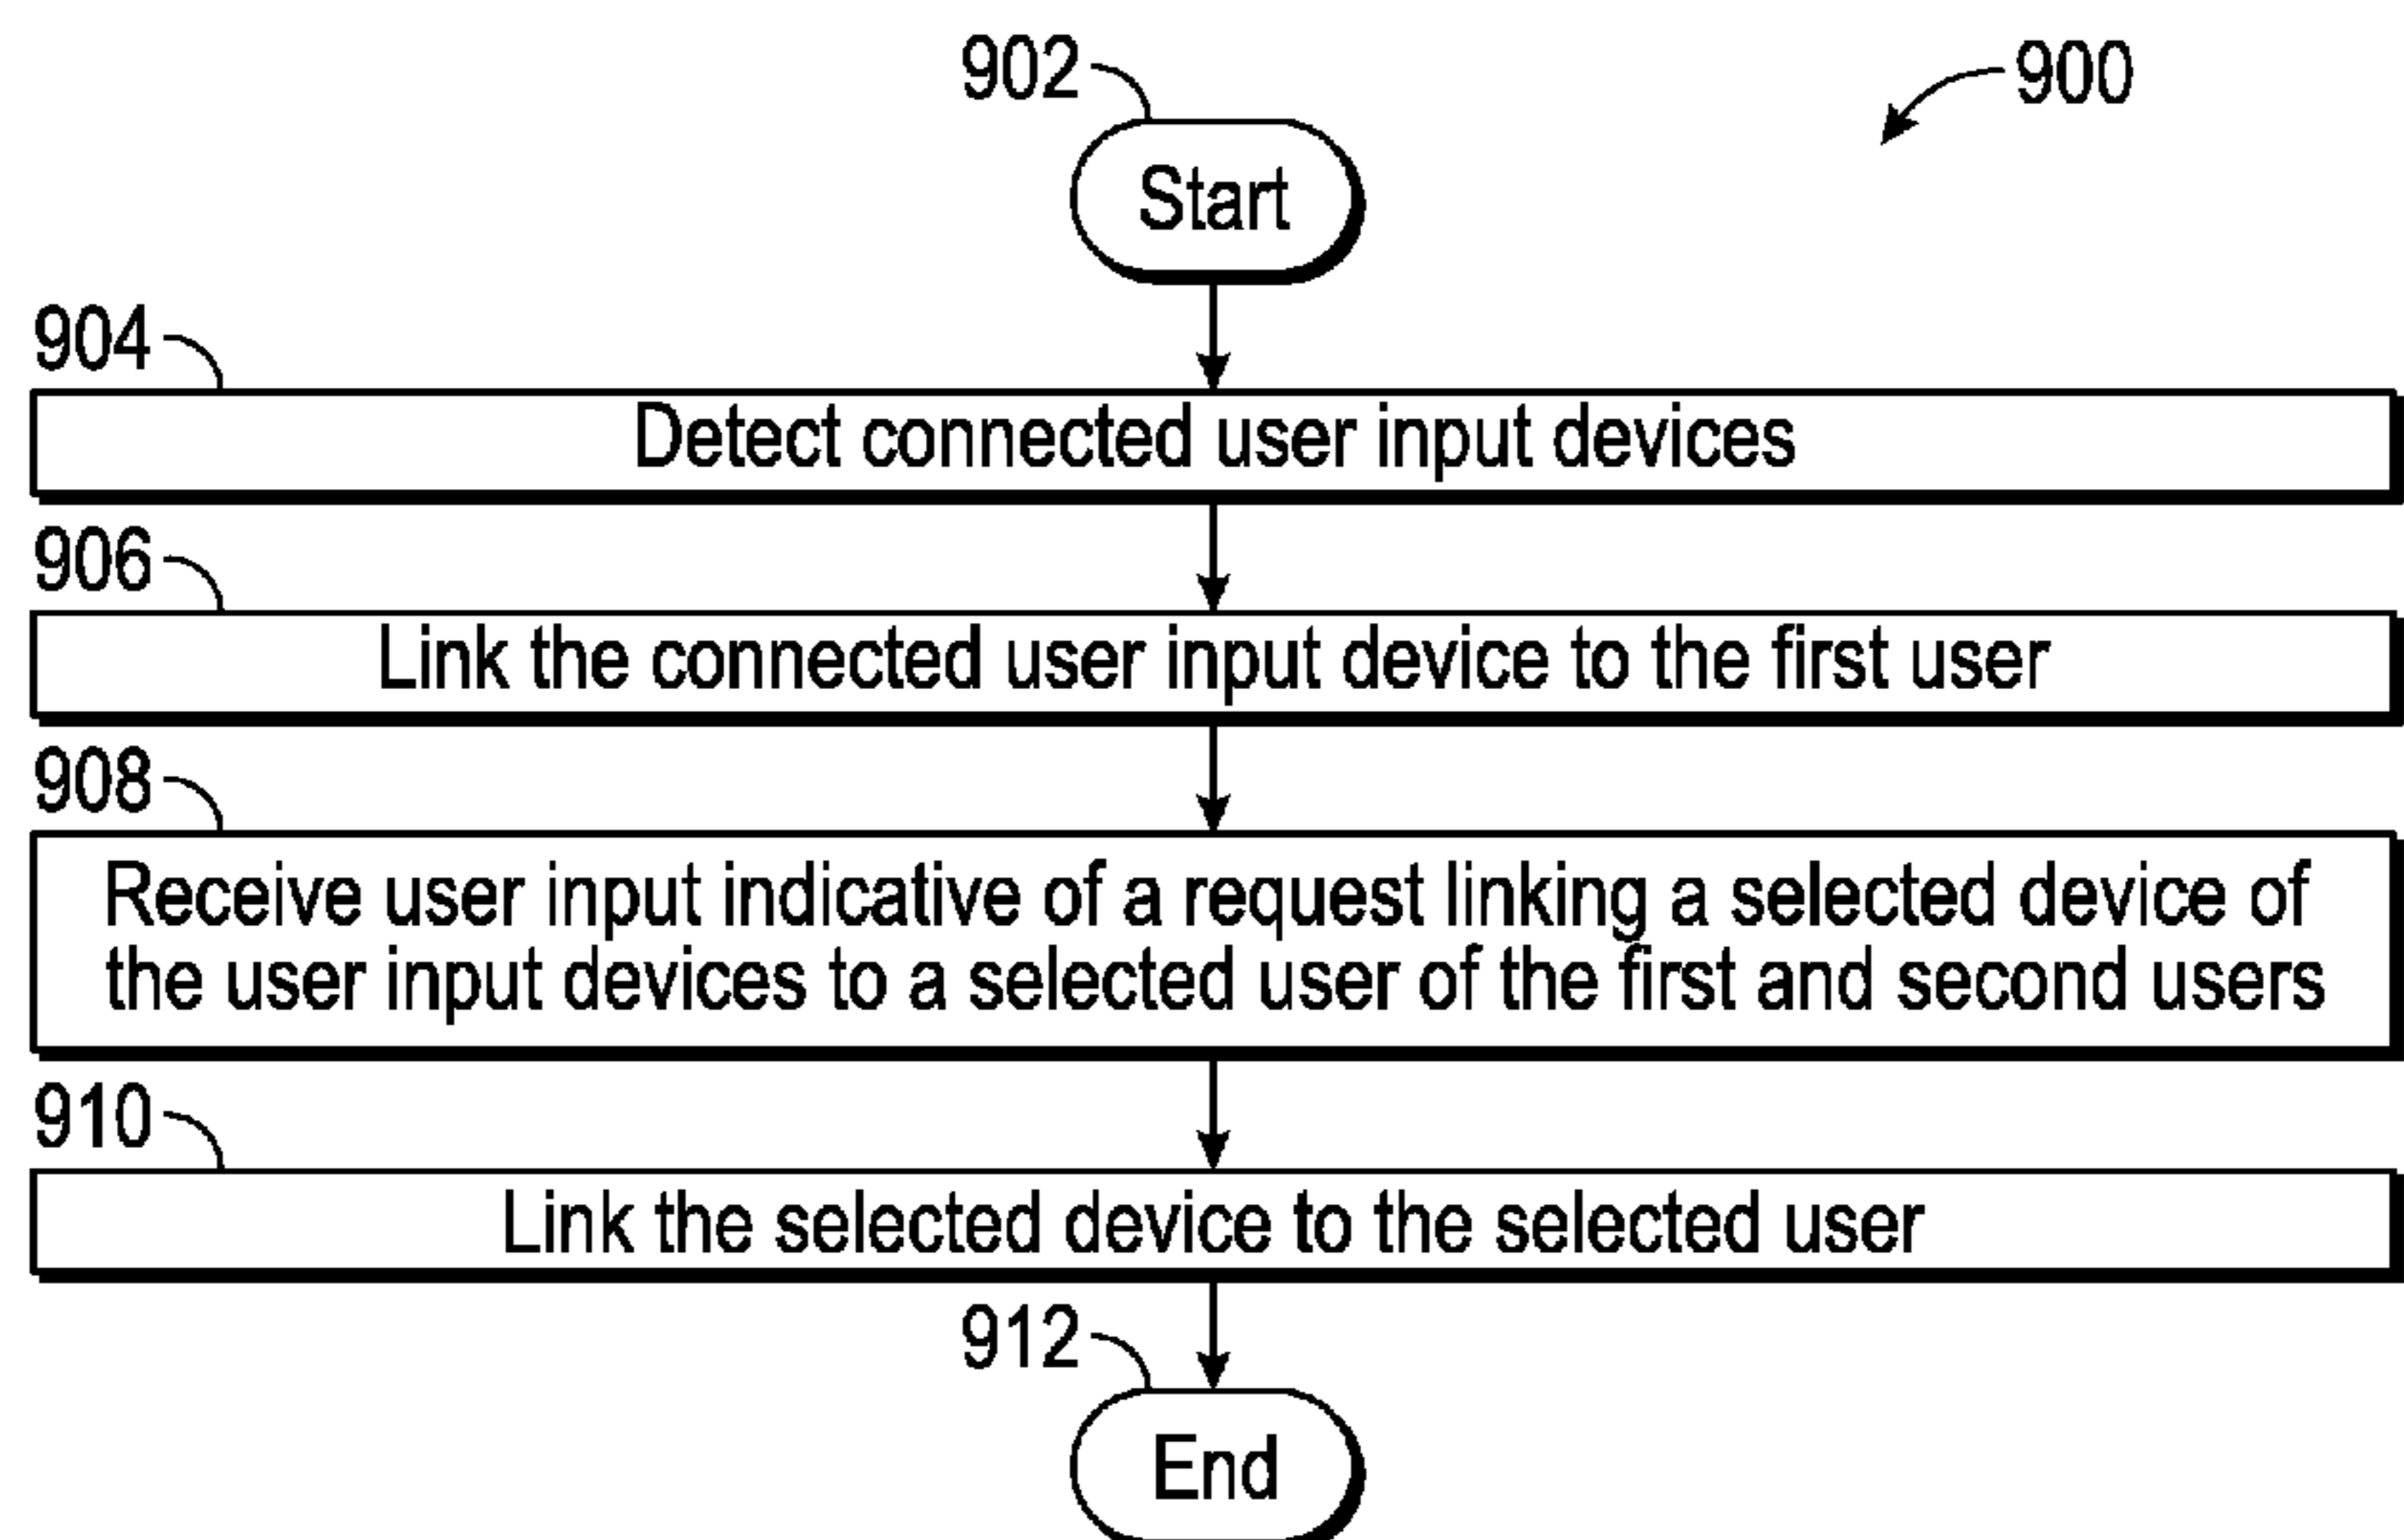 902
900
Start
904
Detect connected user input devices
906
Link the connected user input device to the first user
908
Receive user input indicative of a request linking a selected device of
the user input devices to a selected user of the first and second users
910
Link the selected device to the selected user
912
End